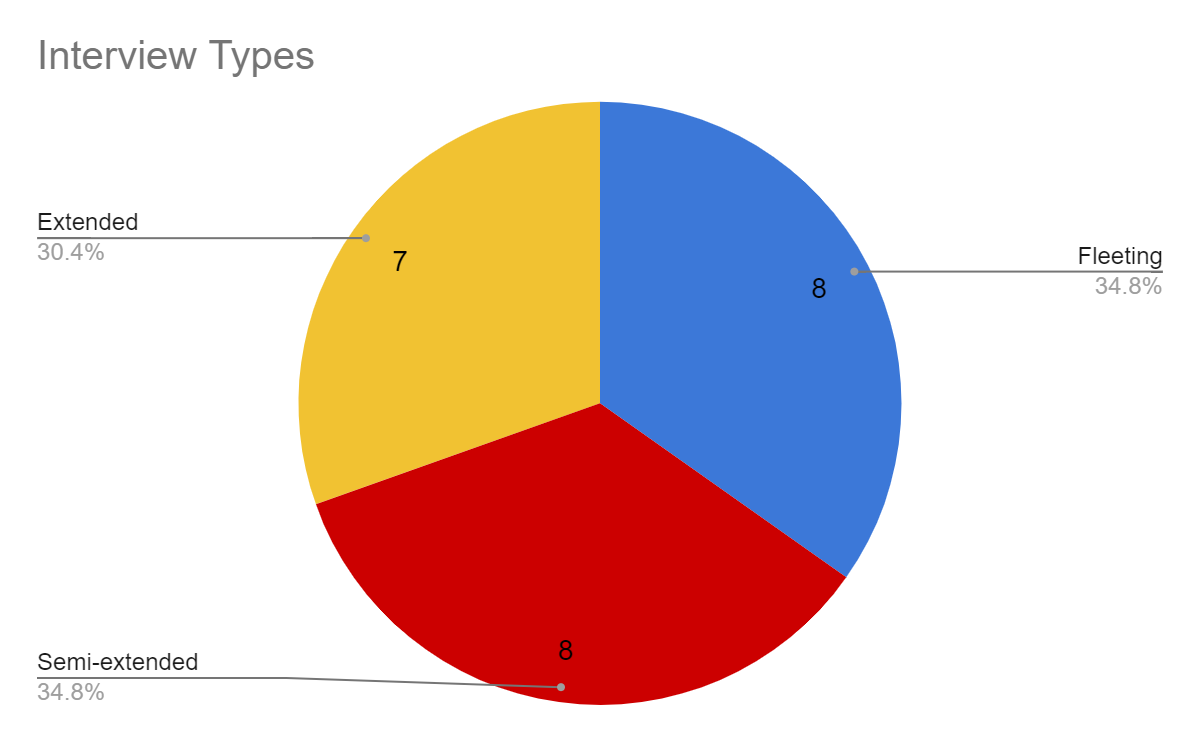 Interview Types
Extended
30.4%
7
Fleeting
34.8%
8
Semi-extended
34.8%
8